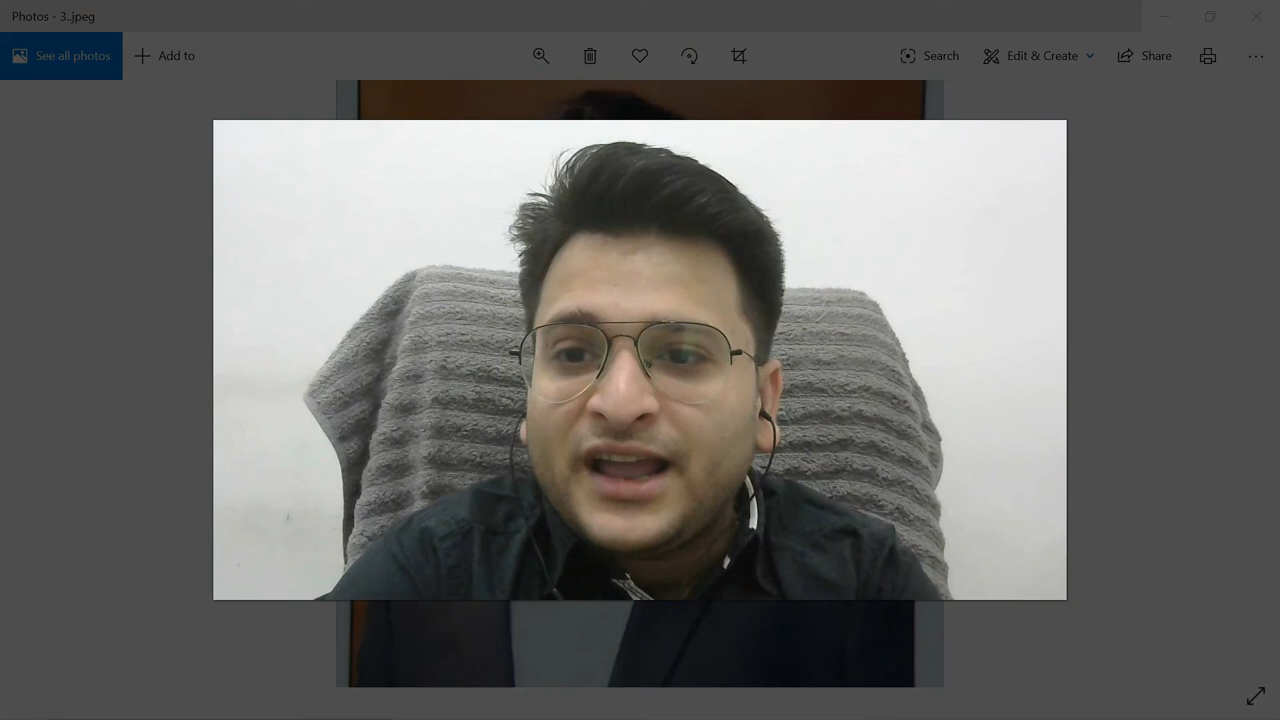 Photos - 3..jpeg
See all photos
Add to
Search
Edit & Create
Share